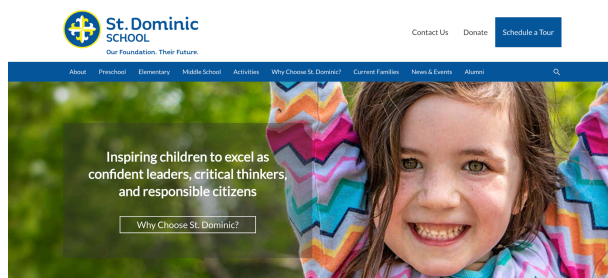 St. Dominic
SCHOOL
Our Foundation. Their Future.
Contact Us Donate Schedule a Tour
About Preschool Elementary Middle School Activities Why Choose St. Dominic? Current Families News & Events Alumni
Inspiring children to excel as
confident leaders, critical thinkers,
and responsible citizens
Why Choose St. Dominic?